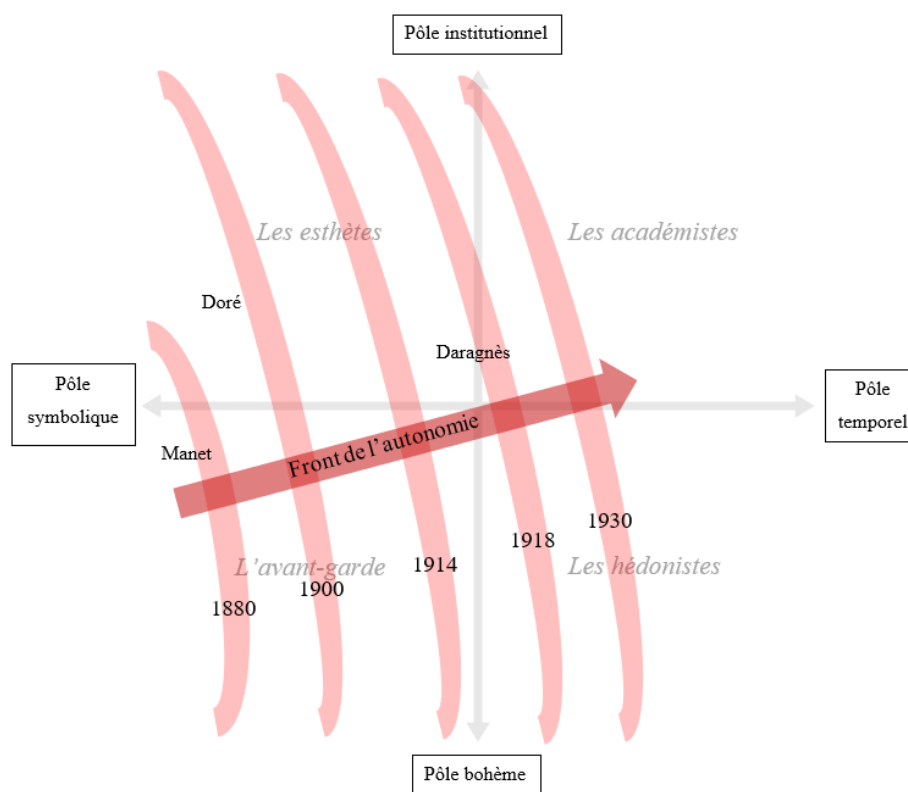 Pôle institutionnel
Les esthètes
Les académistes
Doré
Daragnès
Pôle
symbolique
Pôle
temporel
Manet
Front de l’autonomie
1930
1918
1914
L’avant-garde
Les hédonistes
1900
1880
Pôle bohème